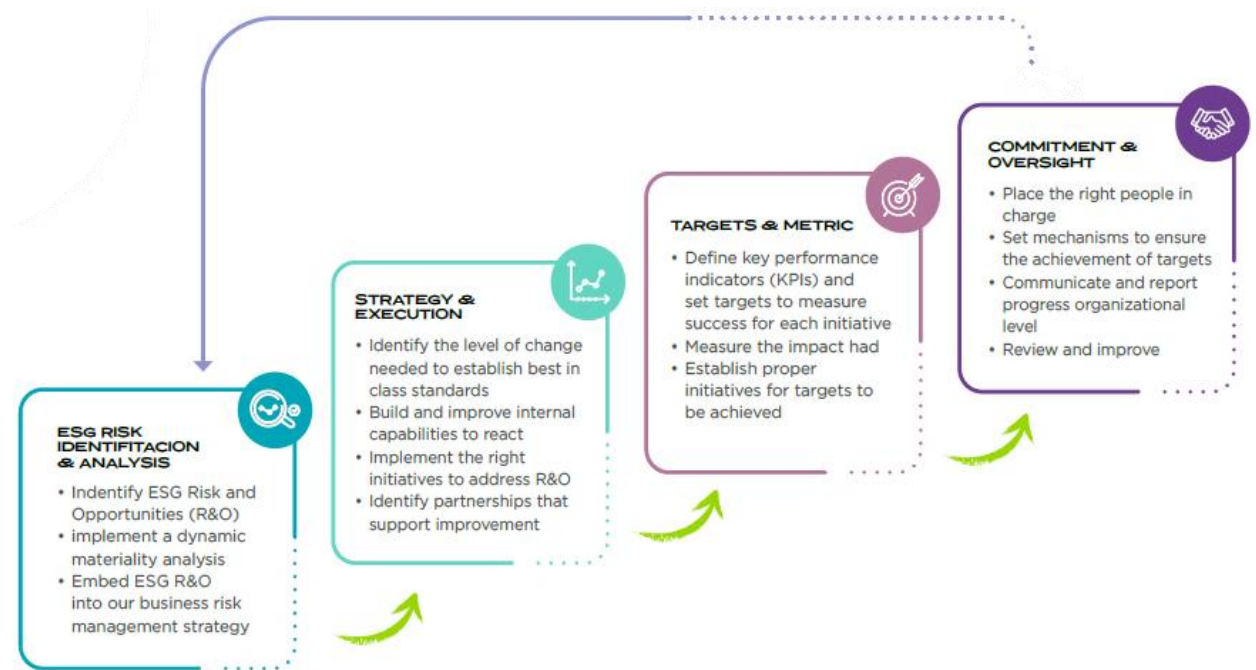 ESG RISK
IDENTIFITACION
& ANALYSIS
• Indentify ESG Risk and
Opportunities (R&O)
• implement a dynamic
materiality analysis
• Embed ESG R&O
into our business risk
management strategy
STRATEGY &
EXECUTION
• Identify the level of change
needed to establish best in
class standards
• Build and improve internal
capabilities to react
• Implement the right
initiatives to address R&O
• Identify partnerships that
support improvement
TARGETS & METRIC
• Define key performance
indicators (KPIs) and
set targets to measure
success for each initiative
• Measure the impact had
• Establish proper
initiatives for targets to
be achieved
COMMITMENT &
OVERSIGHT
• Place the right people in
charge
• Set mechanisms to ensure
the achievement of targets
• Communicate and report
progress organizational
level
• Review and improve